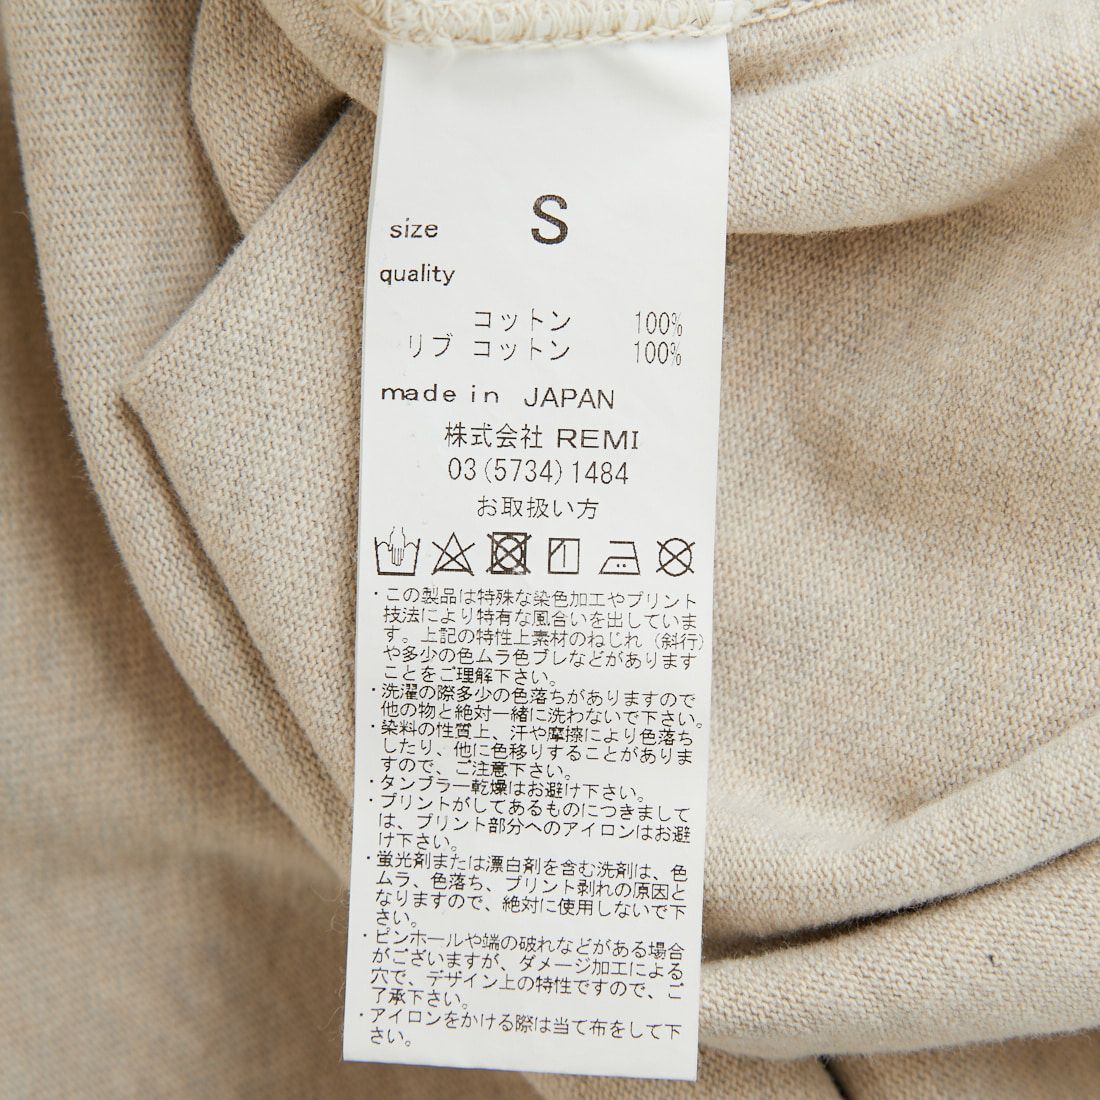 size S
quality
コットン 100%
リブ コットン 100%
made in JAPAN
株式会社 REMI
03(5734)1484
お取扱い方
・この製品は特殊な染色加工やプリント
技法により特有な風合いを出していま
す。上記の特性上素材のねじれ（斜行）
や多少の色ムラ色ブレなどがあります
ことをご理解下さい。
・洗濯の際多少の色落ちがありますので
他の物と絶対一緒に洗わないで下さい。
・染料の性質上、汗や摩擦により色落ち
したり、他に色移りすることがありま
すので、ご注意下さい。
・タンブラー乾燥はお避け下さい。
・プリントがしてあるものにつきまして
は、プリント部分へのアイロンはお避
け下さい。
・蛍光剤または漂白剤を含む洗剤は、色
ムラ、色落ち、プリント剥れの原因と
なりますので、絶対に使用しないで下
さい。
・ピンホールや端の破れなどがある場合
がございますが、ダメージ加工による
穴で、デザイン上の特性ですので、ご
了承下さい。
・アイロンをかける際は当て布をして下
さい。